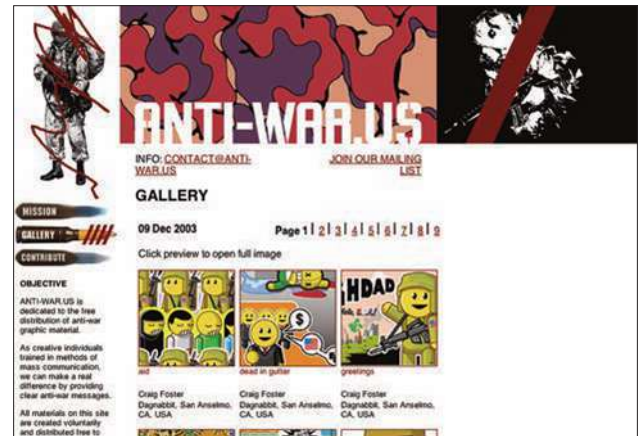 ANTI-WAR.US
INFO: CONTACT@ANTI-
WAR.US
JOIN OUR MAILING
LIST
GALLERY
MISSION
GALLERY
CONTRIBUTE
09 Dec 2003
Page 1 | 2 | 3 | 4 | 5 | 6 | 7 | 8 | 9
Click preview to open full image
OBJECTIVE
ANTI-WAR.US is
dedicated to the free
distribution of anti-war
graphic material.
As creative individuals
trained in methods of
mass communication,
we can make a real
difference by providing
clear anti-war messages.
All materials on this site
are created voluntarily
and distributed free to
$
HDAD
aid
dead in gutter
greetings
Craig Foster
Dagnabbit, San Anselmo,
CA, USA
Craig Foster
Dagnabbit, San Anselmo,
CA, USA
Craig Foster
Dagnabbit, San Anselmo,
CA, USA